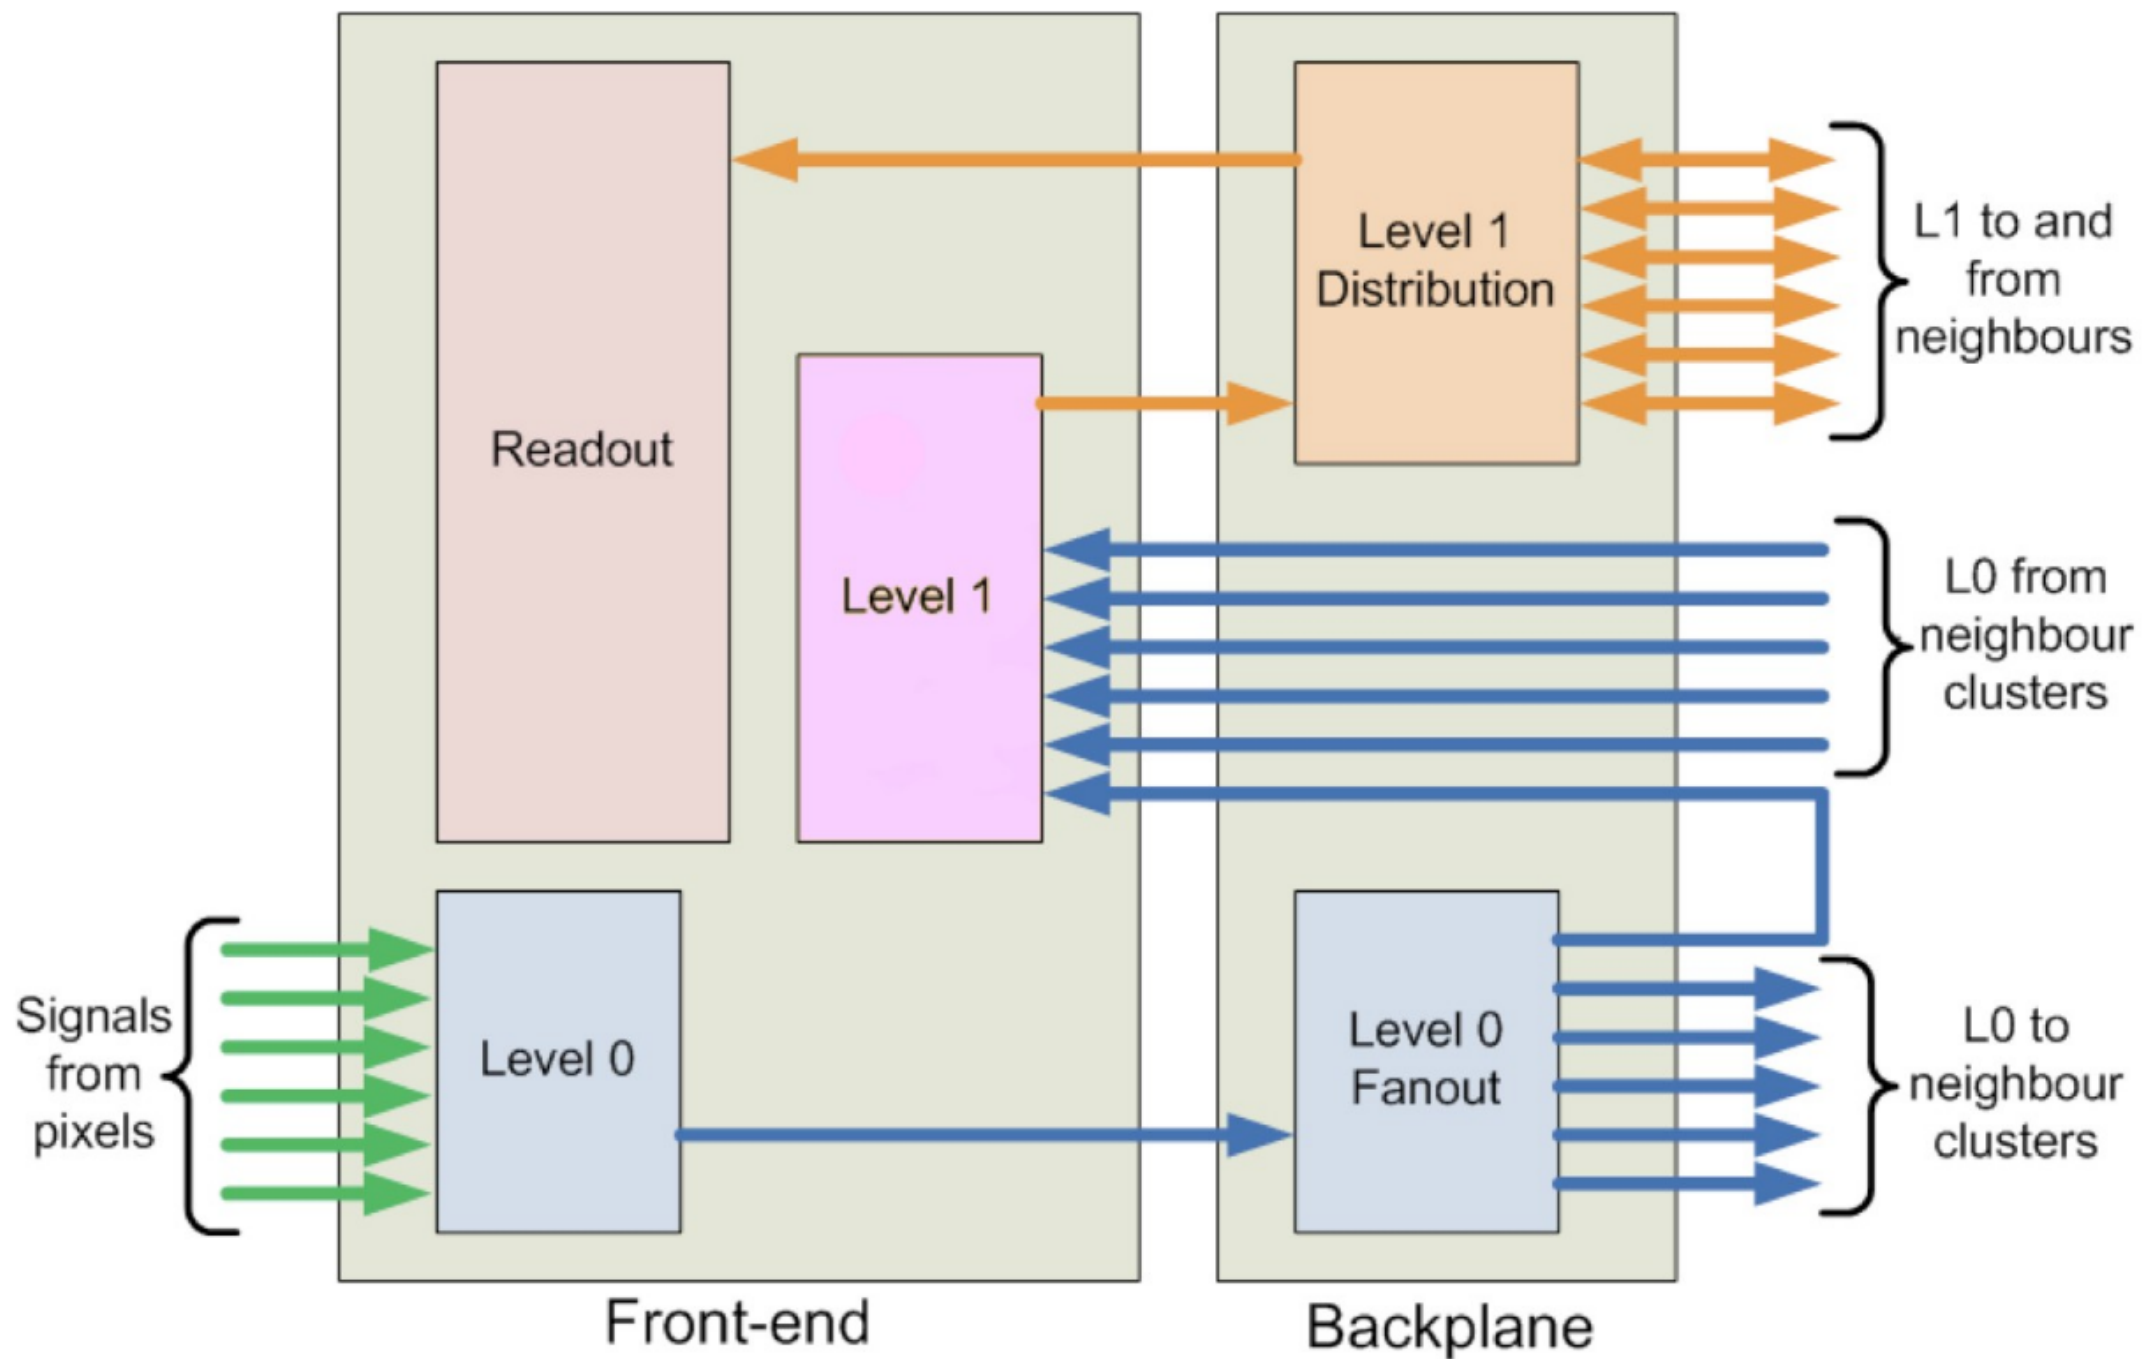 Readout
Level 1
Distribution
L1 to and
from
neighbours
Level 1
L0 from
neighbour
clusters
Signals
from
pixels
Level 0
Level 0
Fanout
L0 to
neighbour
clusters
Front-end
Backplane